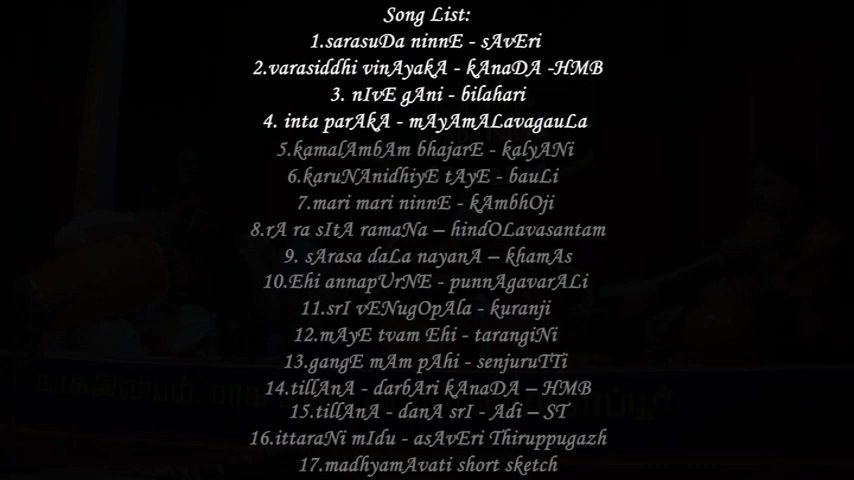 Song List:
1.sarasuDa ninnE - sAvEri
2.varasiddhi vinAyakA - kAnaDA -HMB
3. nIvE gAni - bilahari
4. inta parAkA - mAyAmALavagauLa
5.kamalAmbAm bhajarE - kalyANi
6.karuNAnidhiyE tAyE - bauLi
7.mari mari ninnE - kAmbhOji
8.rA ra sItA ramaNa – hindOLavasantam
9. sArasa daLa nayanA – khamAs
10.Ehi annapUrNE - punnAgavarALi
11.srI vENugOpAla - kuranji
12.mAyE tvam Ehi - tarangiNi
13.gangE mAm pAhi - senjuruTTi
14.tillAnA - darbAri kAnaDA – HMB
15.tillAnA - danA srI - Adi – ST
16.ittaraNi mIdu - asAvEri Thiruppugazh
17.madhyamAvati short sketch